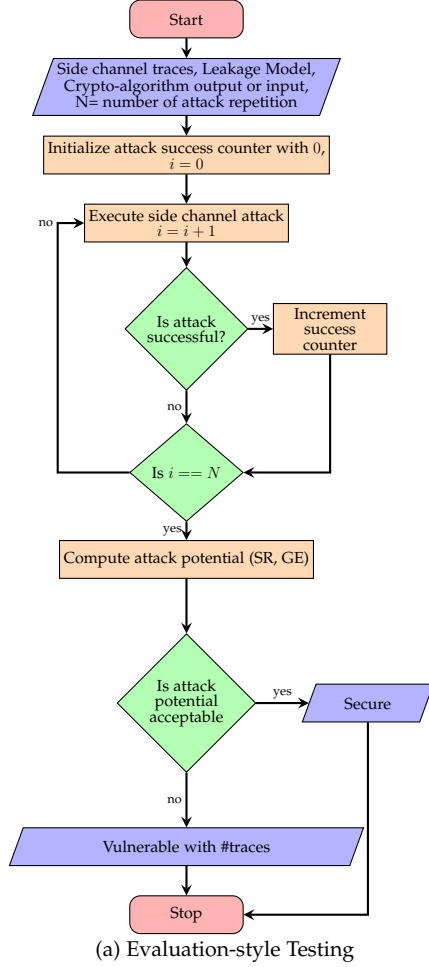 Start
Side channel traces, Leakage Model,
Crypto-algorithm output or input,
N= number of attack repetition
Initialize attack success counter with 0,
i = 0
no
Execute side channel attack
i = i + 1
Is attack
successful?
yes
Increment
success
counter
no
Is i == N
yes
Compute attack potential (SR, GE)
Is attack
potential
acceptable
yes
Secure
no
Vulnerable with #traces
Stop
(a) Evaluation-style Testing